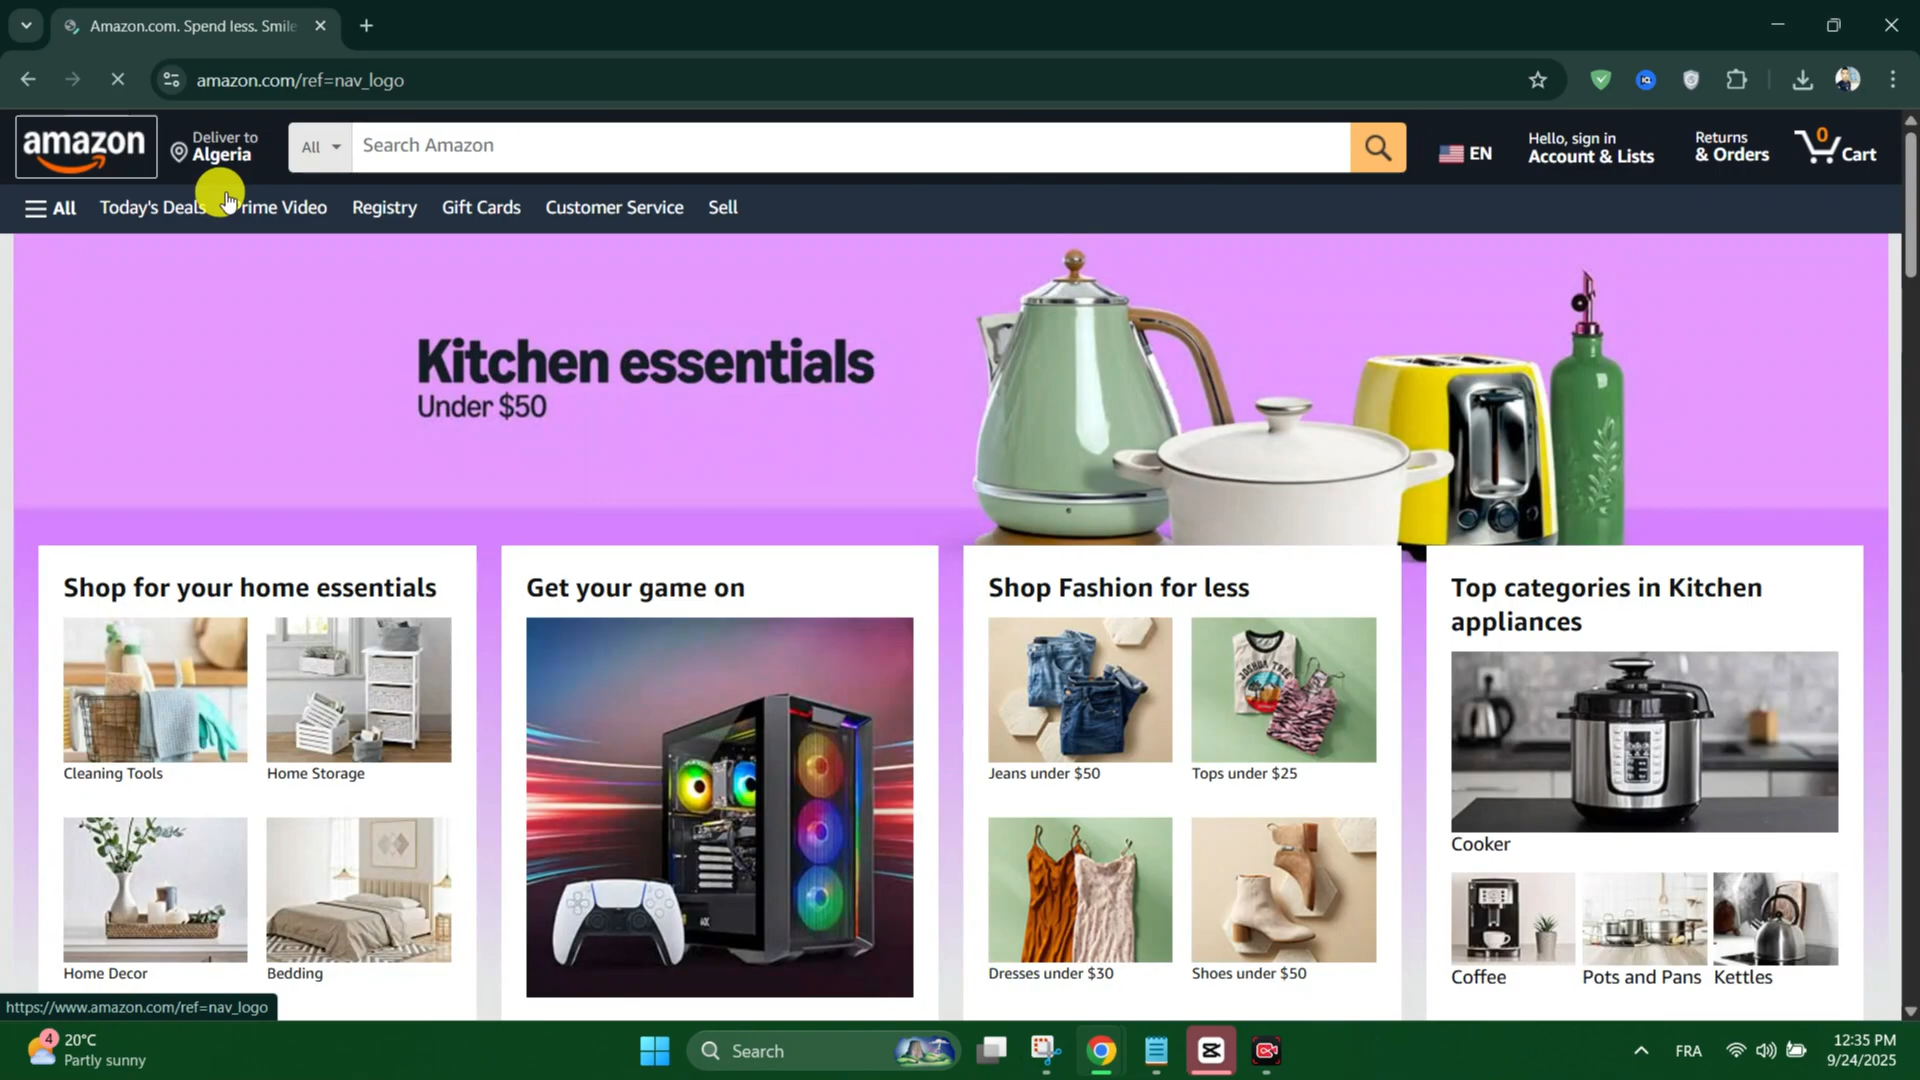 Amazon.com. Spend less. Smile
amazon.com/ref=nav_logo
amazon
Deliver to
Algeria
All
Search Amazon
EN
Hello, sign in
Account & Lists
Returns
& Orders
0
Cart
All
Today's Deals
Prime Video
Registry
Gift Cards
Customer Service
Sell
Kitchen essentials
Under $50
Shop for your home essentials
Cleaning Tools
Home Storage
Home Decor
Bedding
Get your game on
Shop Fashion for less
JOSHUA TREE
Jeans under $50
Tops under $25
Dresses under $30
Shoes under $50
Top categories in Kitchen
appliances
Cooker
Coffee
Pots and Pans
Kettles
https://www.amazon.com/ref=nav_logo
4
20°C
Partly sunny
Search
FRA
12:35 PM
9/24/2025